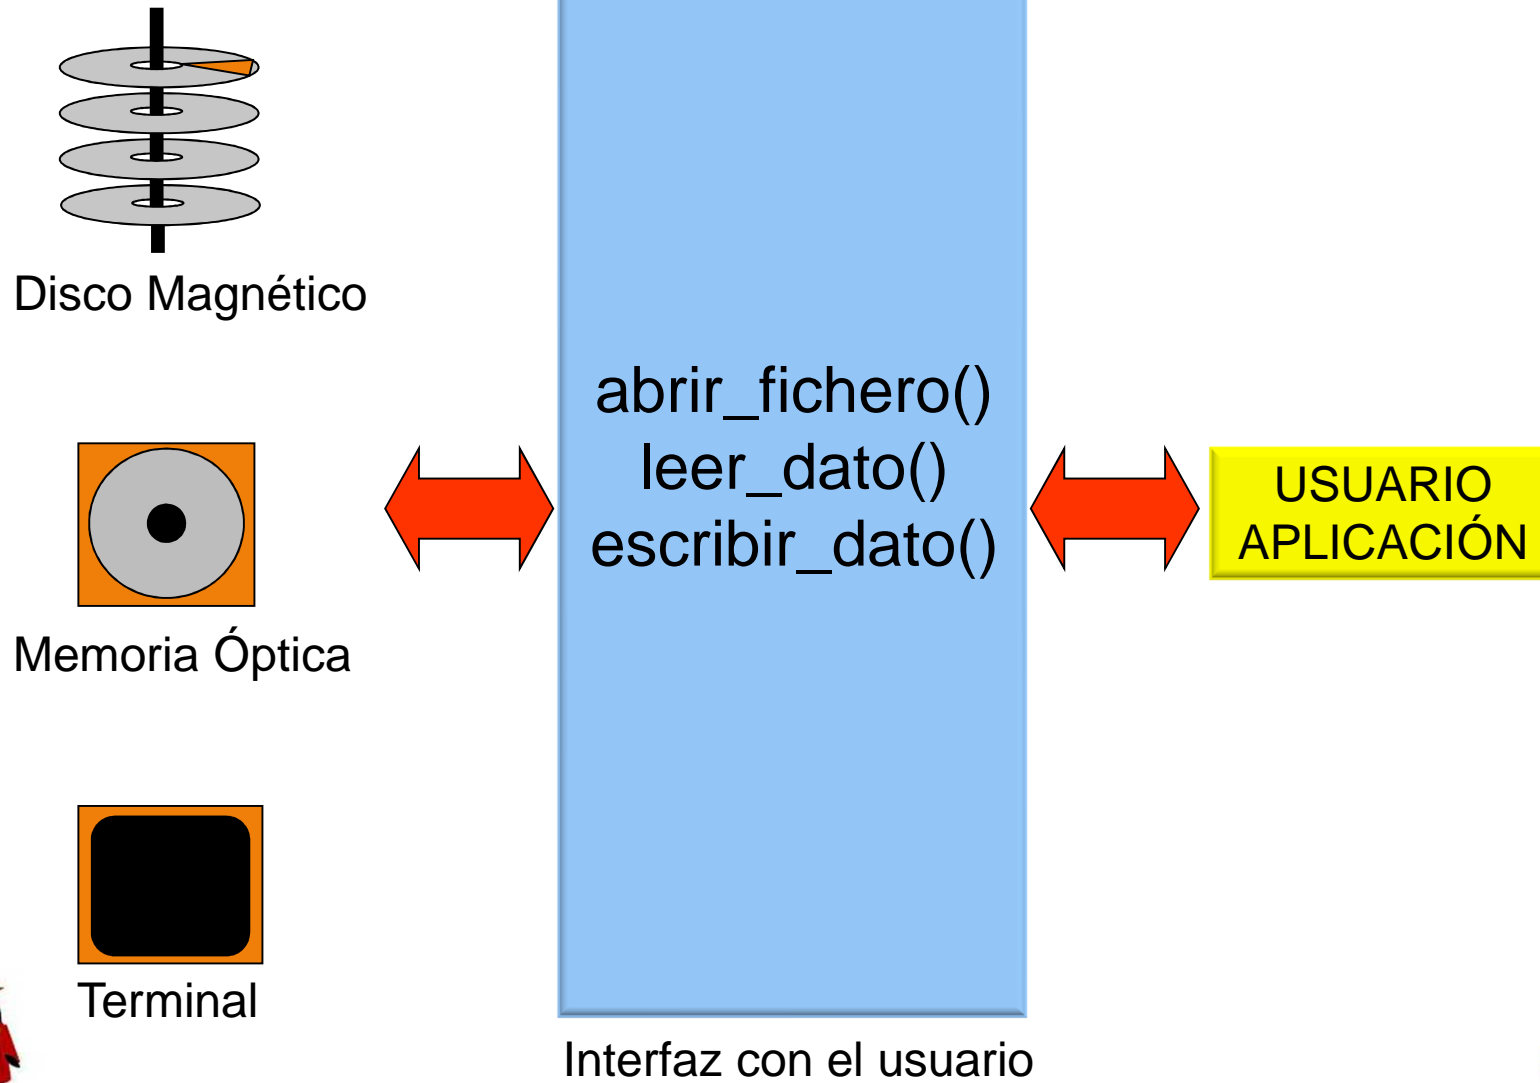 Disco Magnético
abrir_fichero()
leer_dato()
escribir_dato()
USUARIO
APLICACIÓN
Memoria Óptica
Terminal
Interfaz con el usuario